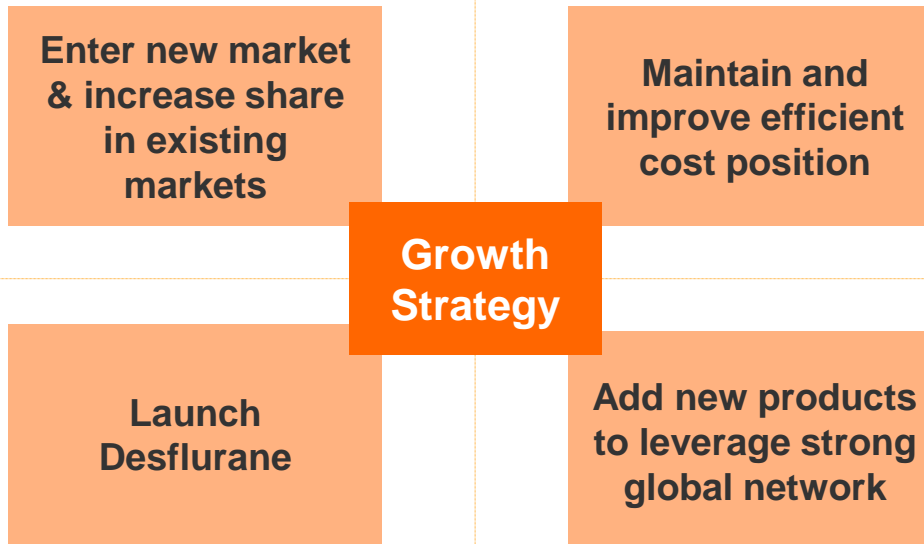 Enter new market
& increase share
in existing
markets
Maintain and
improve efficient
cost position
Growth
Strategy
Launch
Desflurane
Add new products
to leverage strong
global network